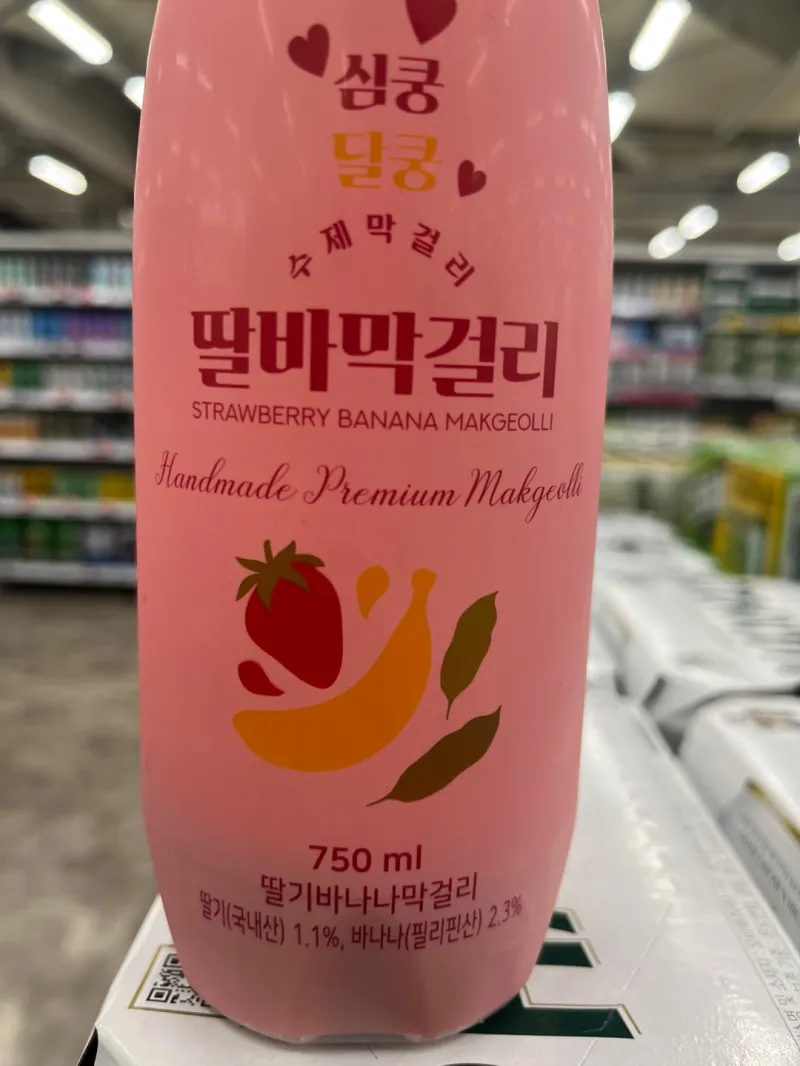 심쿵
달쿵
수제막걸리
딸바막걸리
STRAWBERRY BANANA MAKGEOLLI
Handmade Premium Makgeolli
750 ml
딸기바나나막걸리
딸기(국내산) 1.1%, 바나나(필리핀산) 2.3%